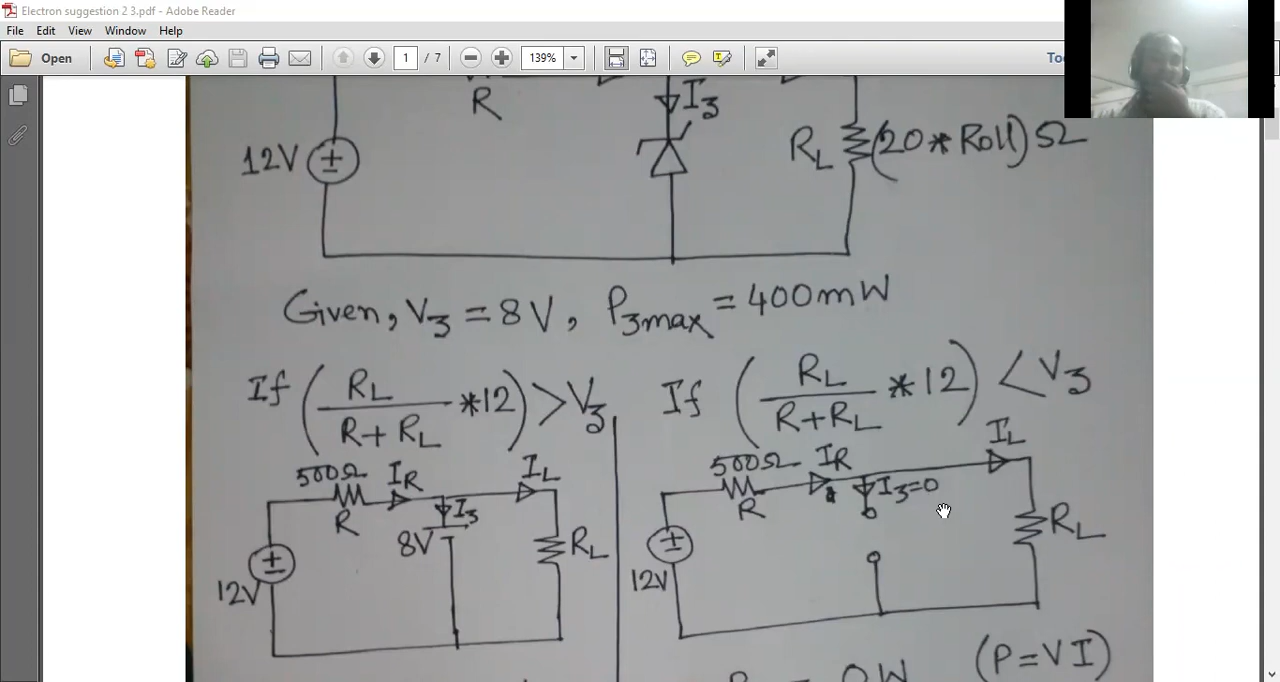 Electron suggestion 2 3.pdf - Adobe Reader
File Edit View Window Help
Open 1 / 7 139%
R
I3
12V
RL
(20*Roll)Ω
Given, V3 = 8V, P3max = 400mW
If (RL/(R+RL) *12) > V3
If (RL/(R+RL) *12) < V3
500Ω IR IL
R I3
8V RL
12V
500Ω IR IL
R I3=0
RL
12V
(P=VI)